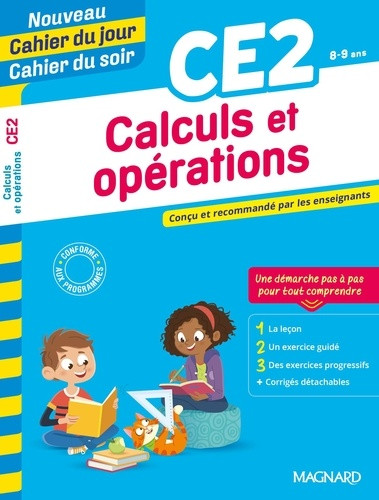 Nouveau
Cahier du jour
Cahier du soir
CE2
8-9 ans
Calculs et
opérations
Conçu et recommandé par les enseignants
CE2
Calculs
et opérations
CONFORME
AUX PROGRAMMES
Une démarche pas à pas
pour tout comprendre
1 La leçon
2 Un exercice guidé
3 Des exercices progressifs
+ Corrigés détachables
MAGNARD